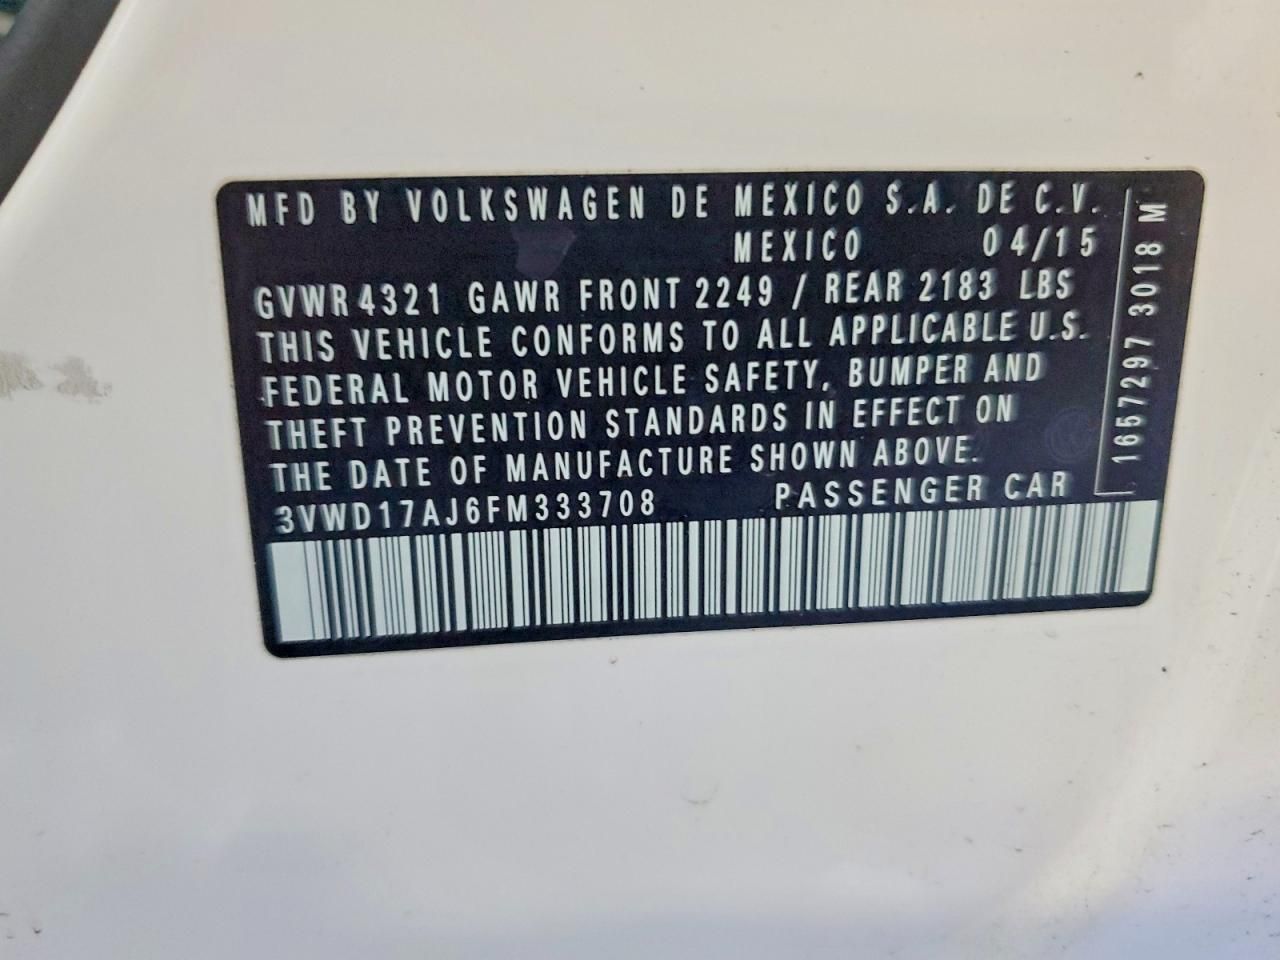 MFD BY VOLKSWAGEN DE MEXICO S.A. DE C.V.
MEXICO 04/15
GVWR 4321 GAWR FRONT 2249 / REAR 2183 LBS
THIS VEHICLE CONFORMS TO ALL APPLICABLE U.S.
FEDERAL MOTOR VEHICLE SAFETY, BUMPER AND
THEFT PREVENTION STANDARDS IN EFFECT ON
THE DATE OF MANUFACTURE SHOWN ABOVE.
3VWD17AJ6FM333708 PASSENGER CAR
1657297 3018 M